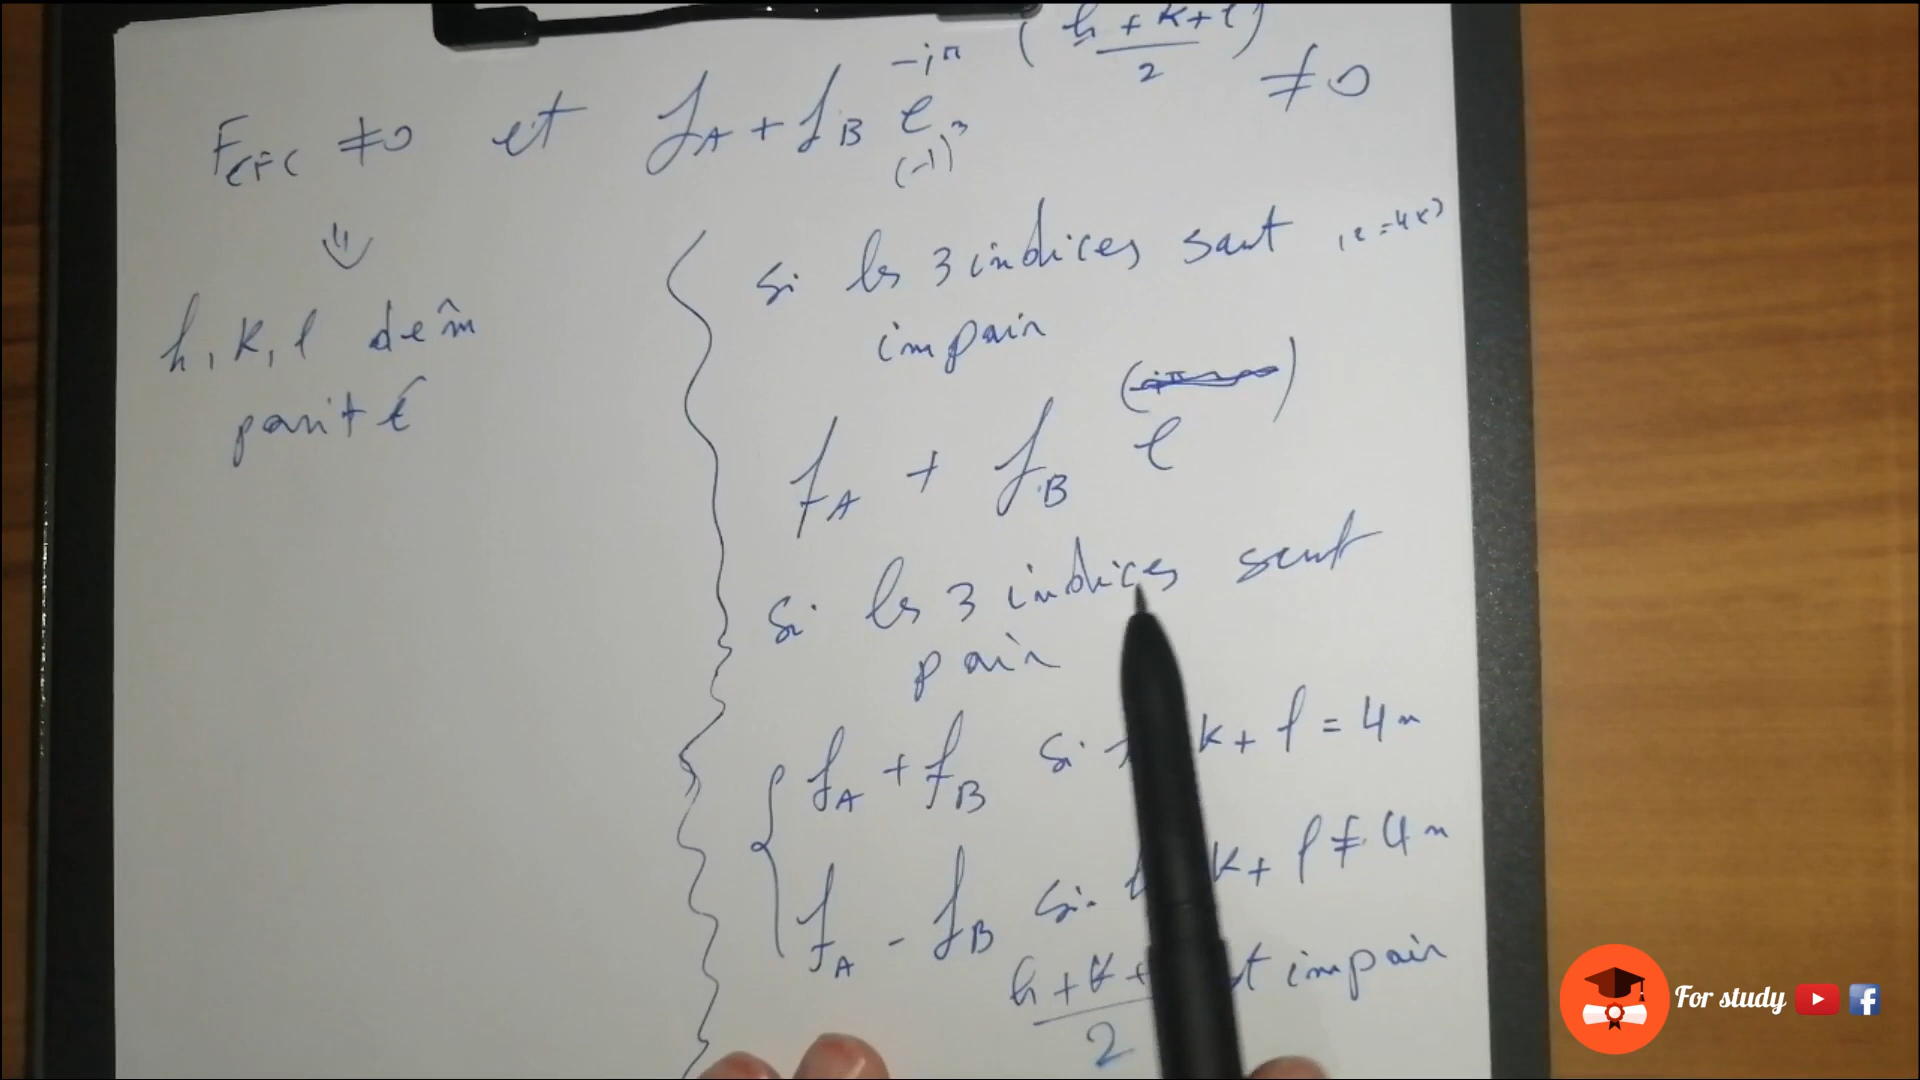 F_CFC ≠0 et f_A + f_B e^{-iπ (h+k+l)/2} ≠0
(-1)^n
⇓
h, k, l de m̂
parité
si les 3 indices sont
impair
f_A + f_B e
si les 3 indices sont
pair
f_A + f_B si k + l = 4n
f_A - f_B si k + l ≠ 4n
h+k+ / 2 t impair
For study